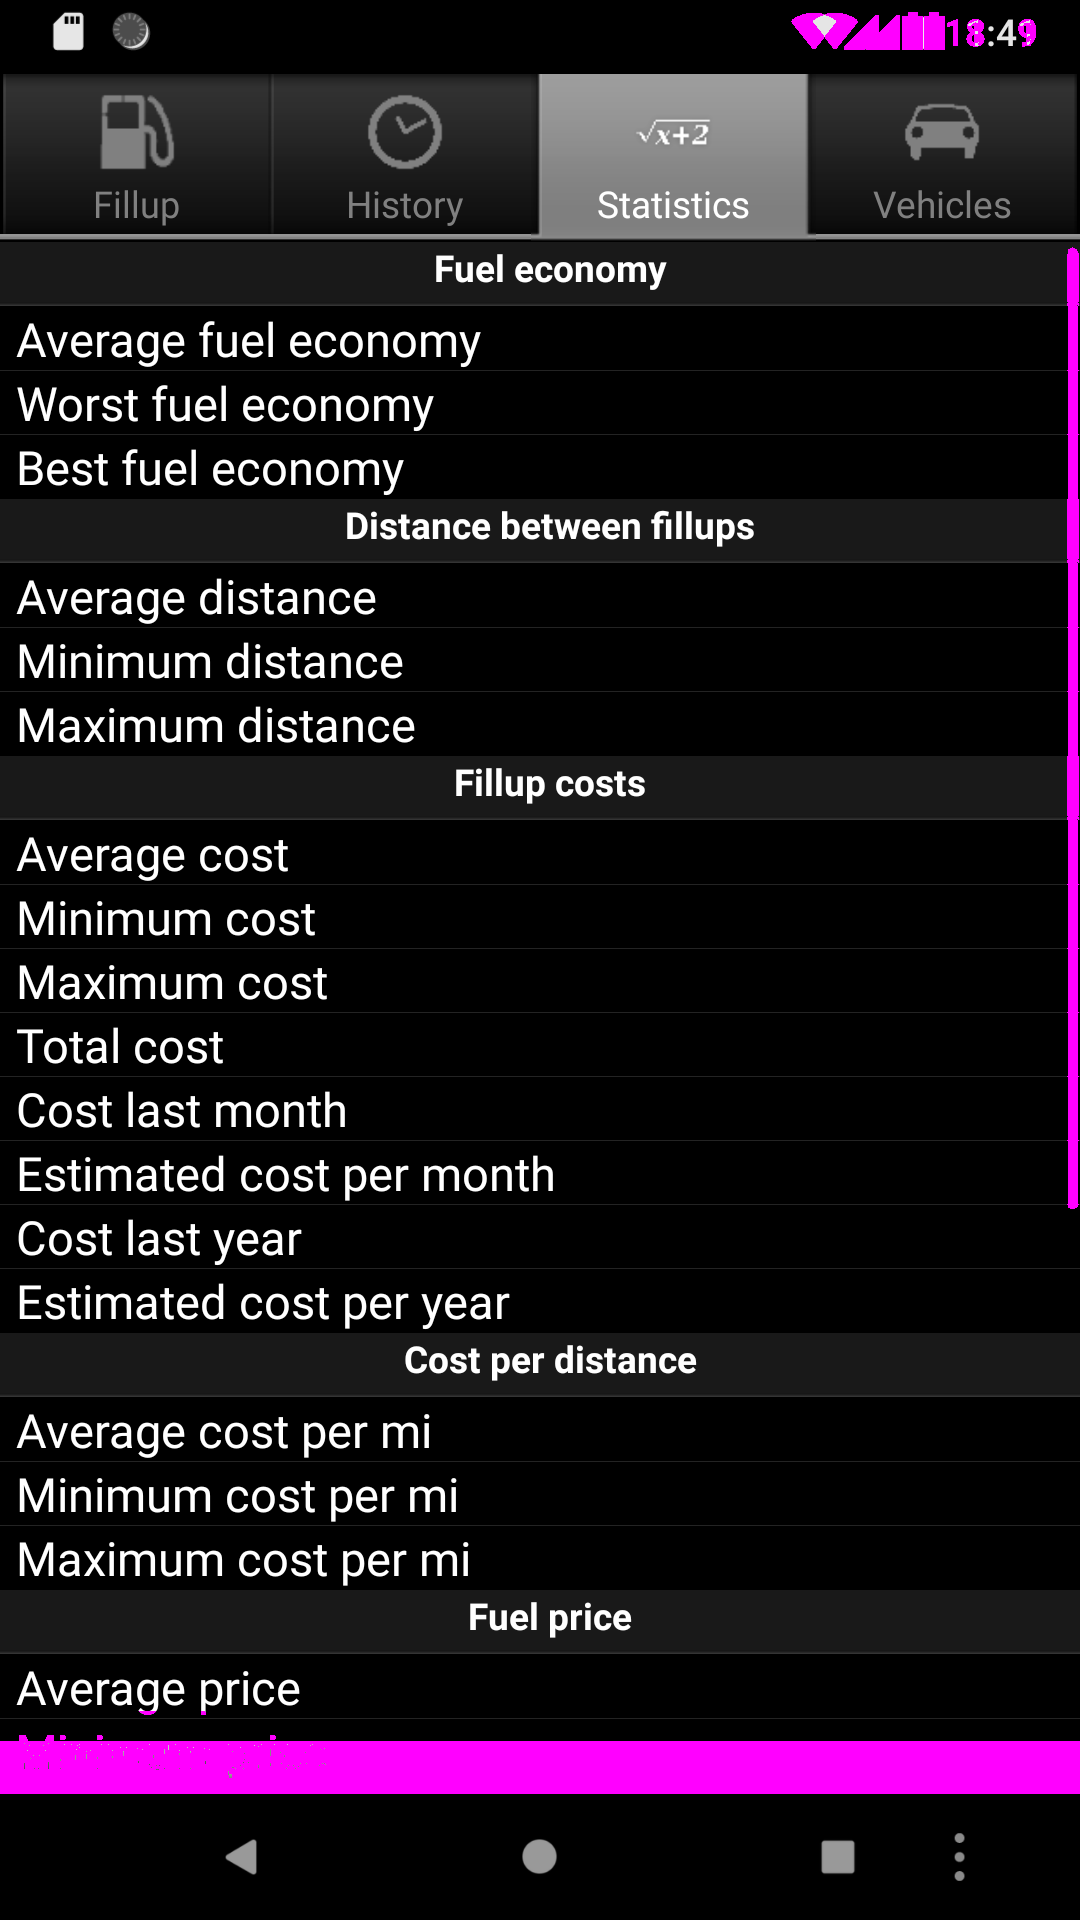 18:49
Fillup
History
√x+2
Statistics
Vehicles
Fuel economy
Average fuel economy
Worst fuel economy
Best fuel economy
Distance between fillups
Average distance
Minimum distance
Maximum distance
Fillup costs
Average cost
Minimum cost
Maximum cost
Total cost
Cost last month
Estimated cost per month
Cost last year
Estimated cost per year
Cost per distance
Average cost per mi
Minimum cost per mi
Maximum cost per mi
Fuel price
Average price